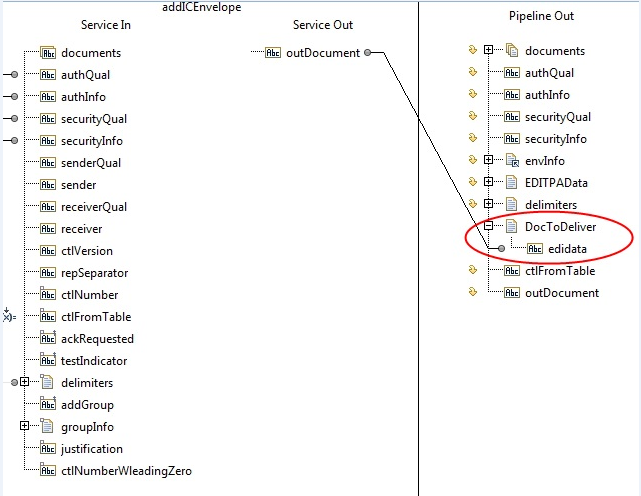 addICEnvelope
Service In
Service Out
Pipeline Out
documents
authQual
authInfo
securityQual
securityInfo
senderQual
sender
receiverQual
receiver
ctlVersion
repSeparator
ctlNumber
ctlFromTable
ackRequested
testIndicator
delimiters
addGroup
groupInfo
justification
ctlNumberWleadingZero
outDocument
documents
authQual
authInfo
securityQual
securityInfo
envInfo
EDITPAData
delimiters
DocToDeliver
edidata
ctlFromTable
outDocument